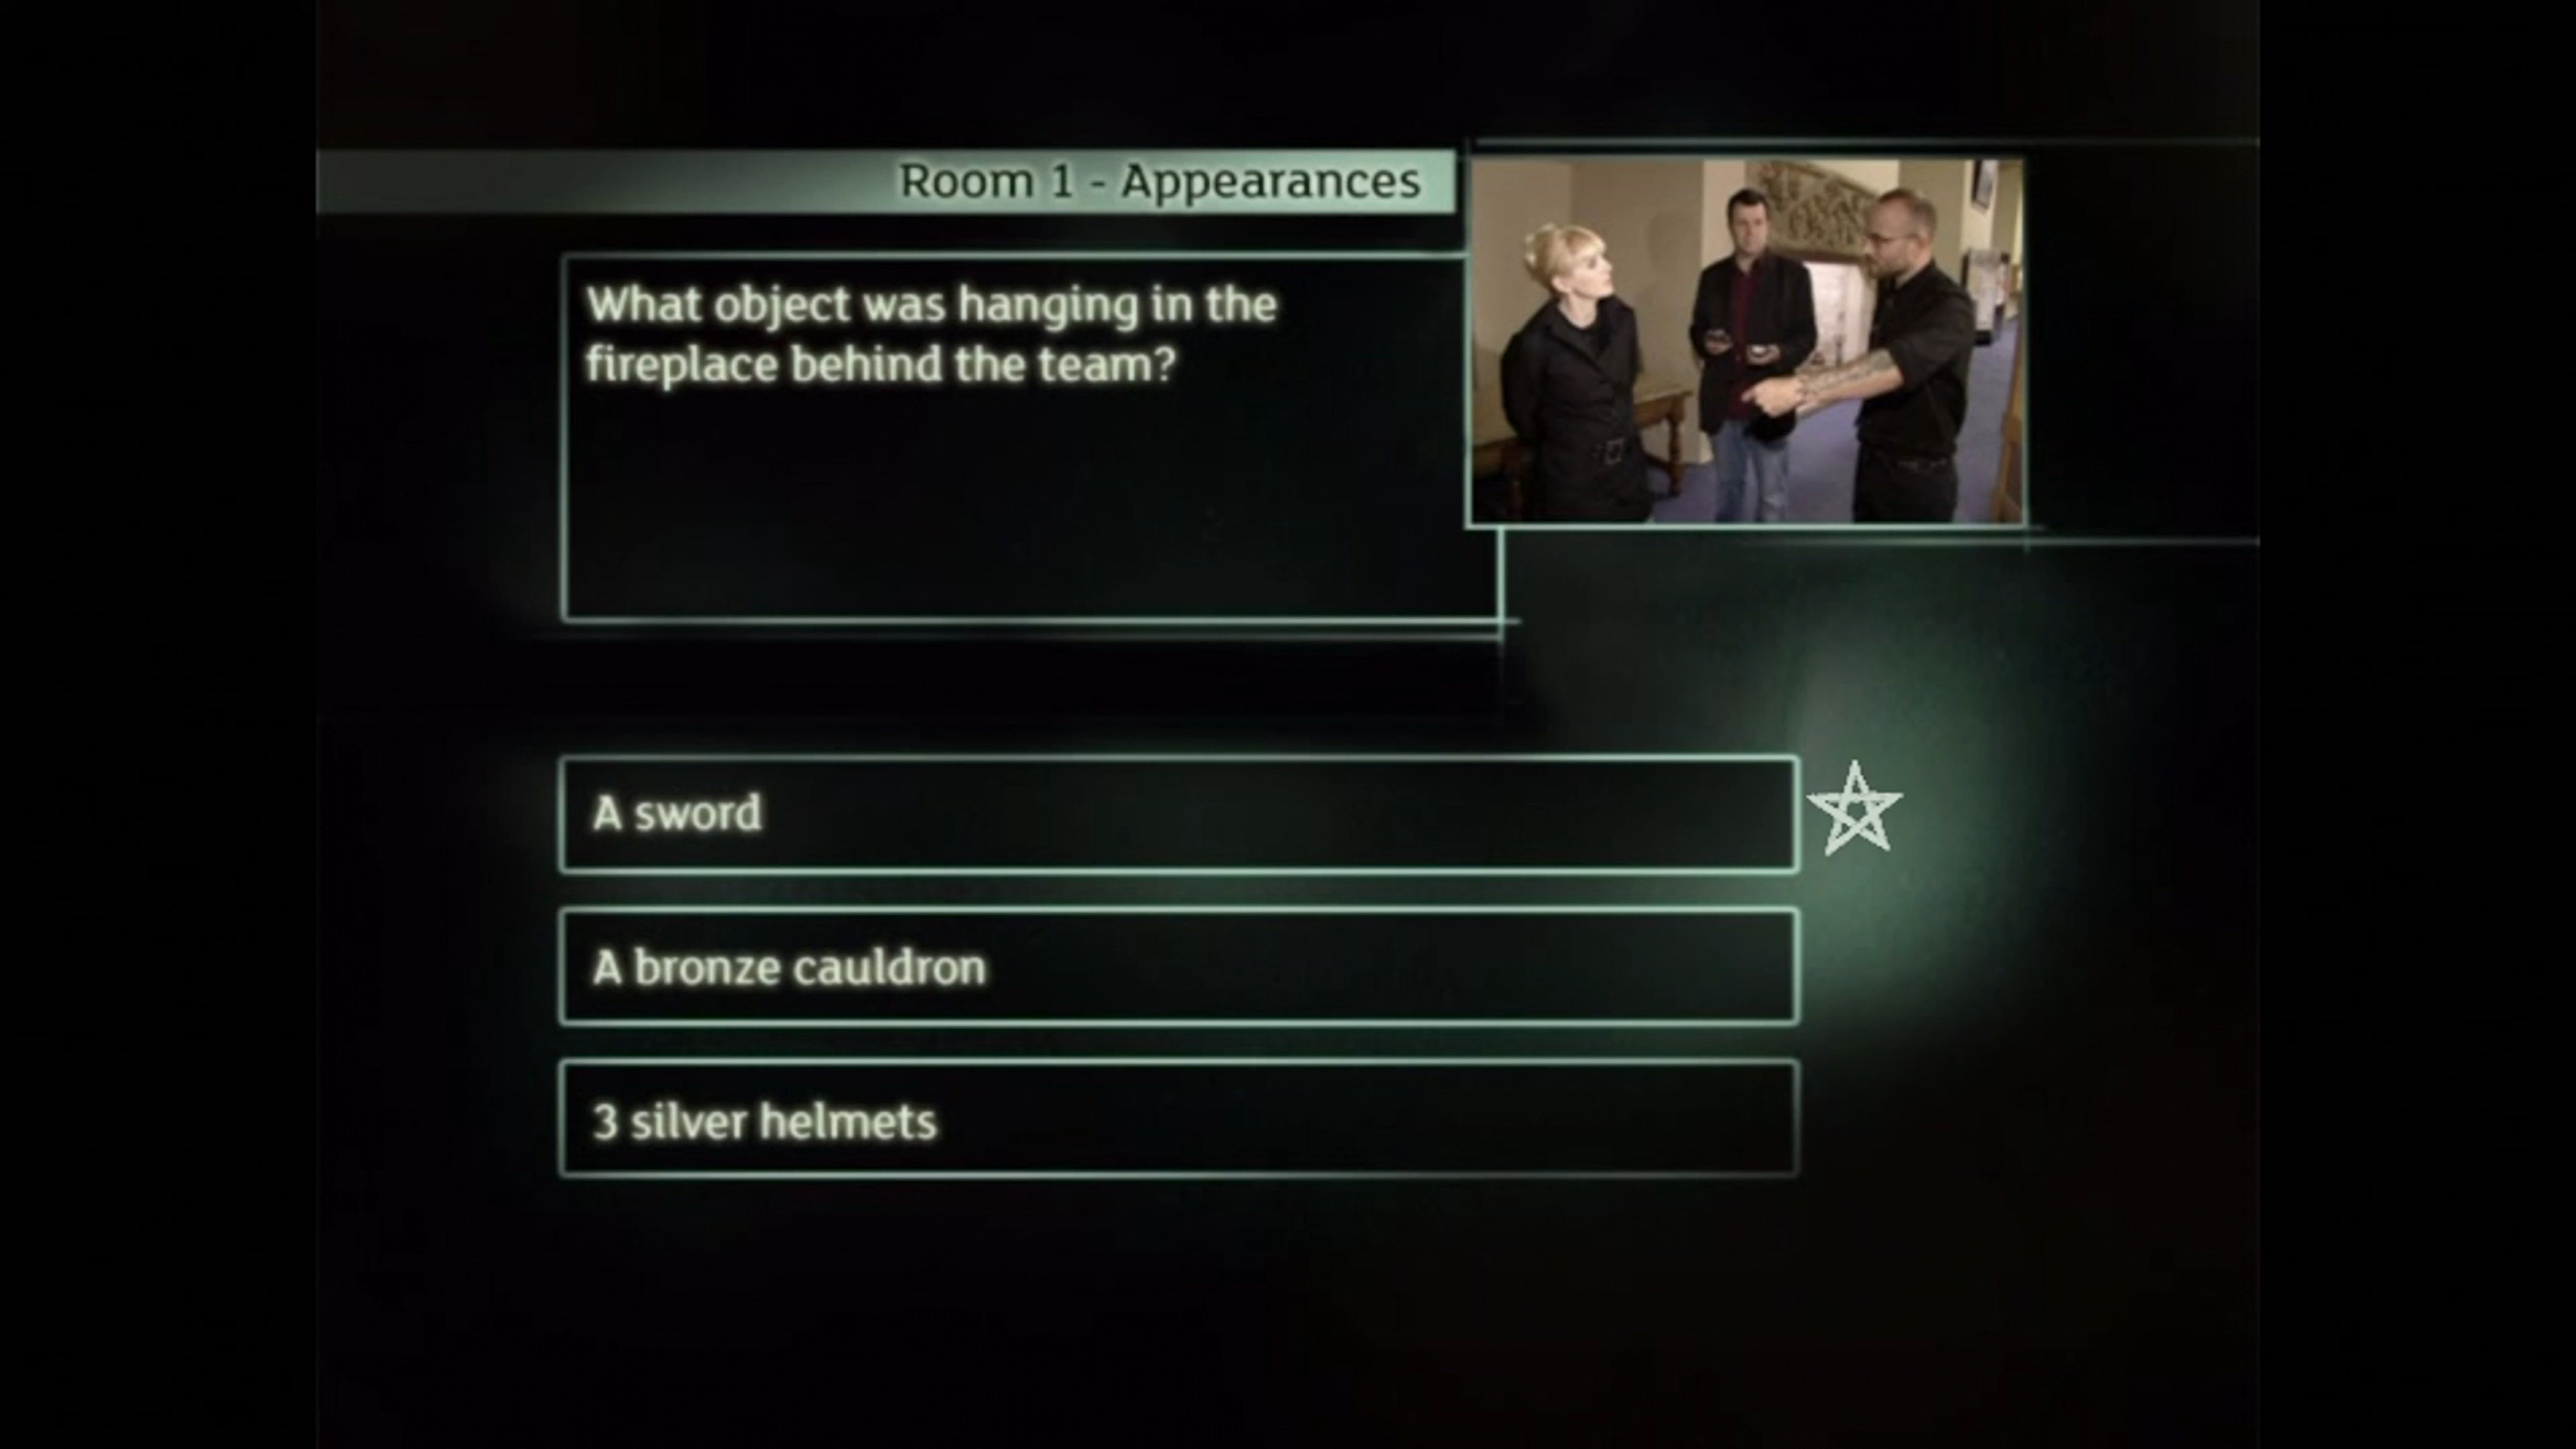 Room 1 - Appearances
What object was hanging in the
fireplace behind the team?
A sword
A bronze cauldron
3 silver helmets